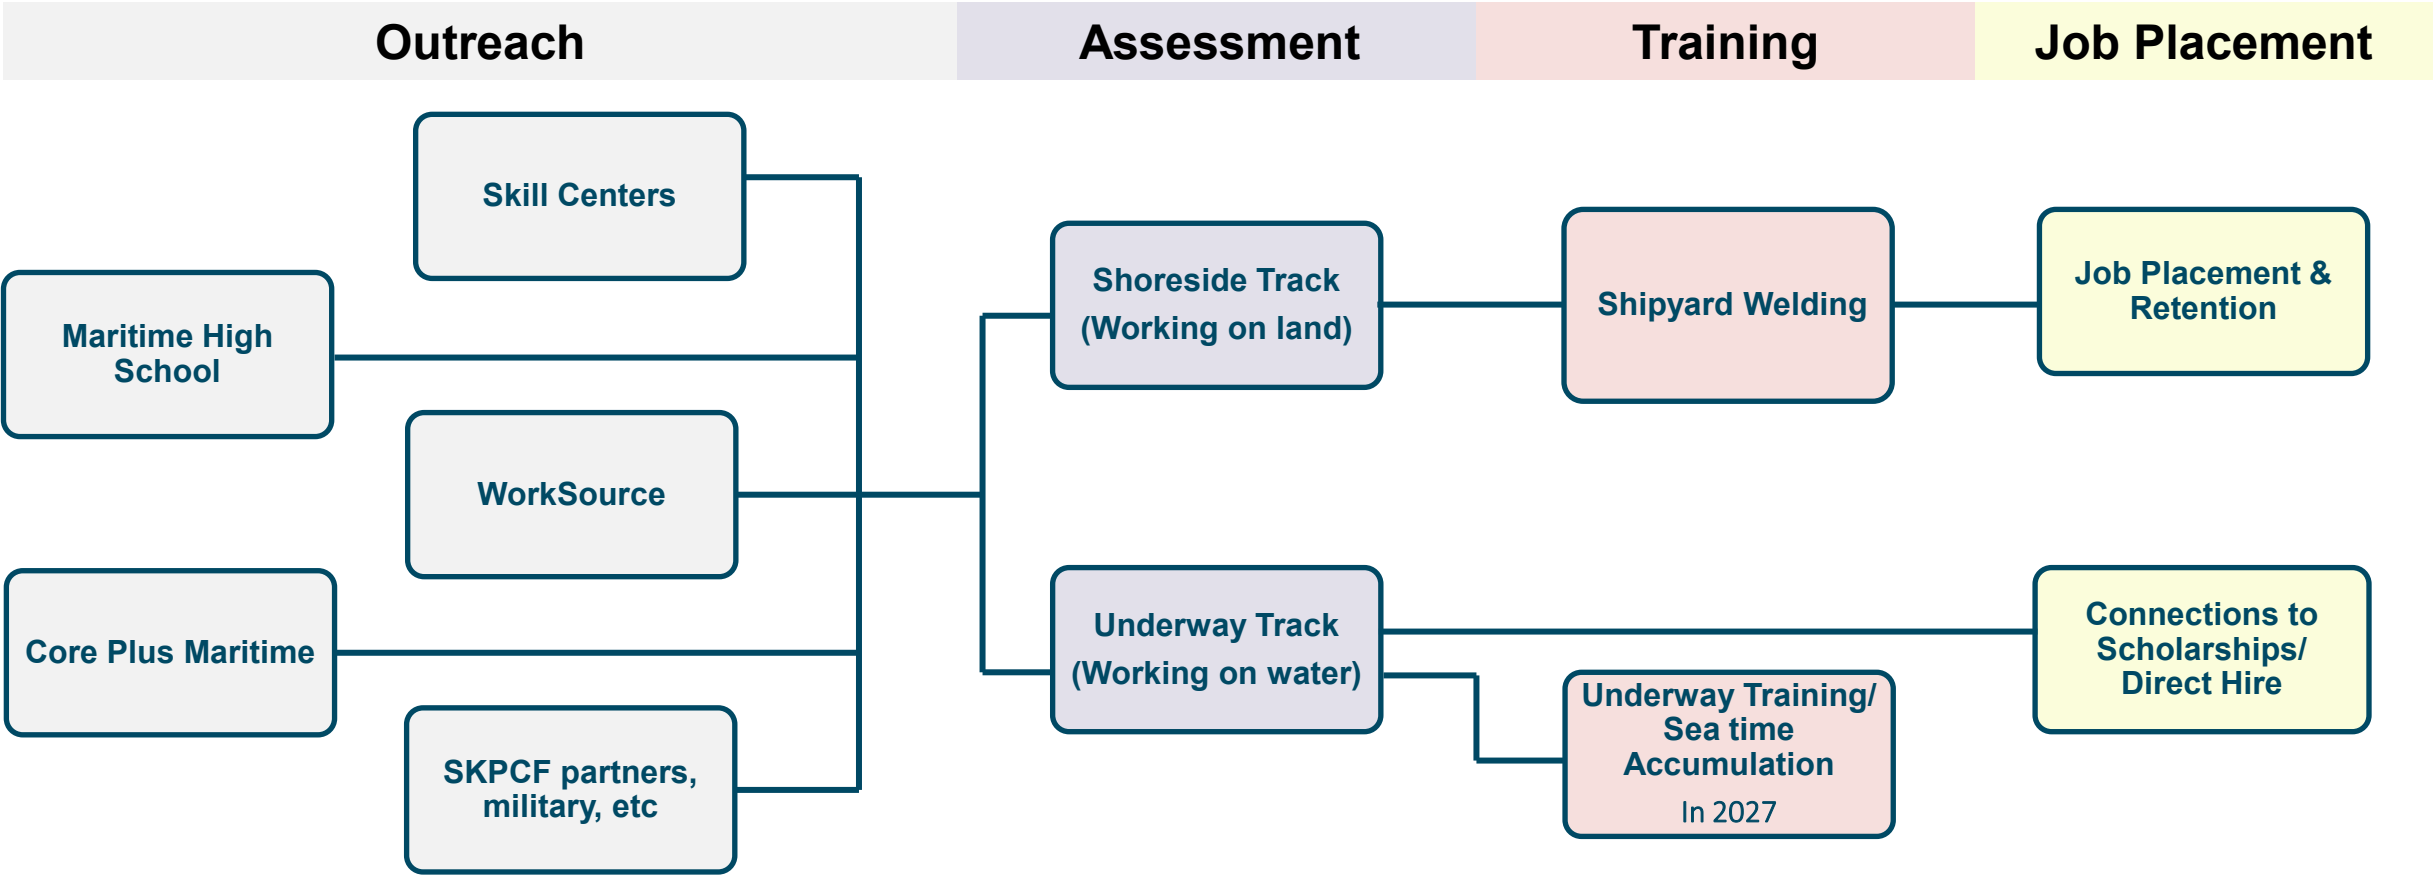 Outreach
Assessment
Training
Job Placement
Skill Centers
Maritime High
School
WorkSource
Core Plus Maritime
SKPCF partners,
military, etc
Shoreside Track
(Working on land)
Underway Track
(Working on water)
Shipyard Welding
Underway Training/
Sea time
Accumulation
In 2027
Job Placement &
Retention
Connections to
Scholarships/
Direct Hire